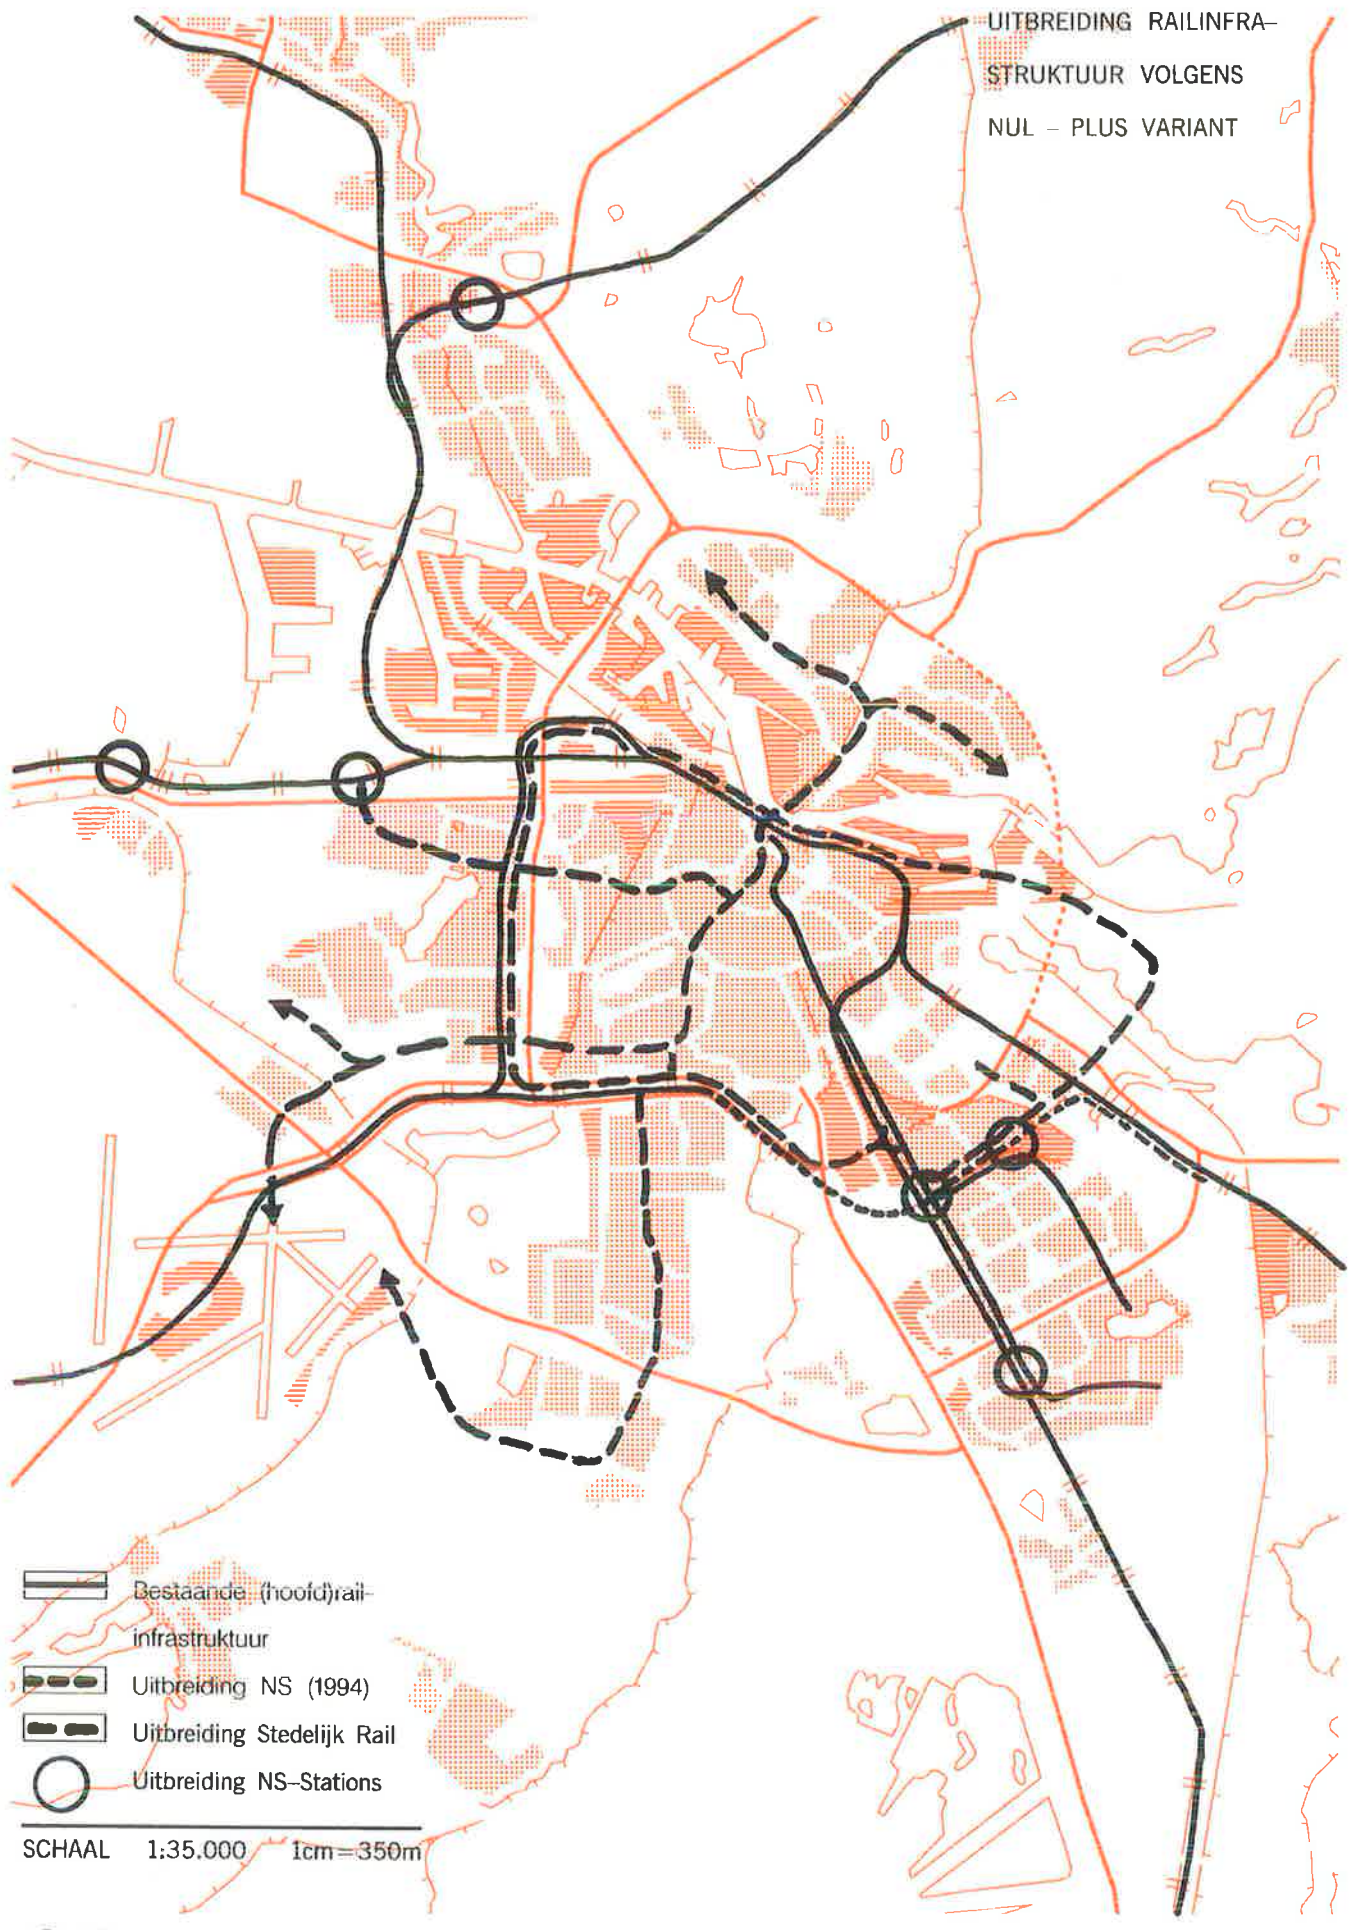 UITBREIDING RAILINFRA–
STRUKTUUR VOLGENS
NUL – PLUS VARIANT
Bestaande (hoofd)rail-
infrastruktuur
Uitbreiding NS (1994)
Uitbreiding Stedelijk Rail
Uitbreiding NS–Stations
SCHAAL 1:35.000 1cm=350m